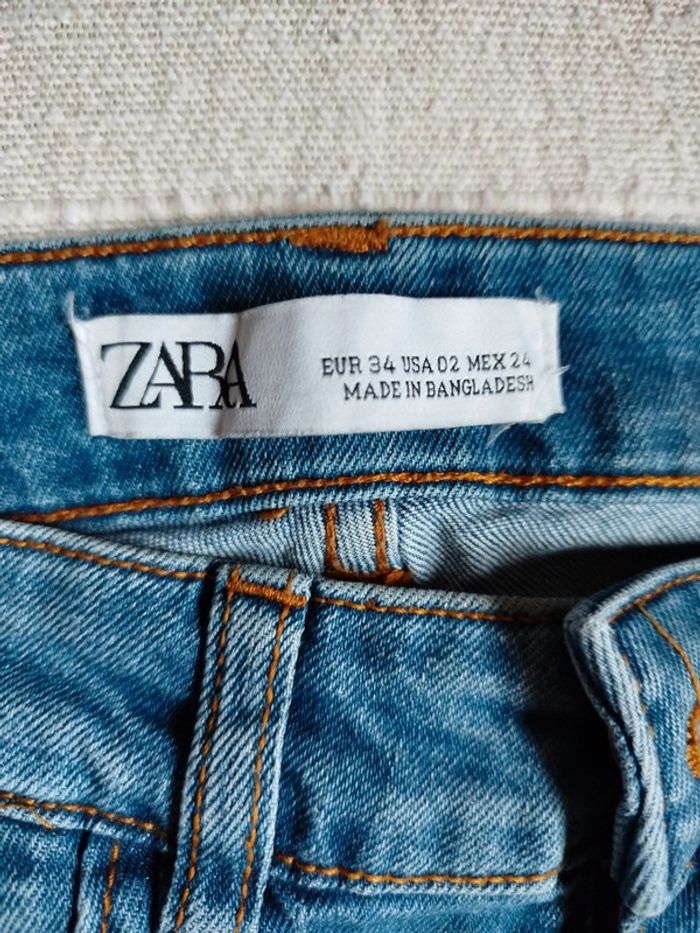 ZARA
EUR 34 USA 02 MEX 24
MADE IN BANGLADESH